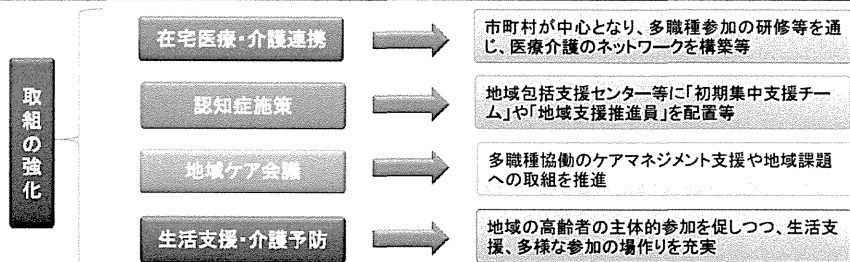 取組の強化
在宅医療・介護連携
市町村が中心となり、多職種参加の研修等を通
じ、医療介護のネットワークを構築等
認知症施策
地域包括支援センター等に「初期集中支援チー
ム」や「地域支援推進員」を配置等
地域ケア会議
多職種協働のケアマネジメント支援や地域課題
への取組を推進
生活支援・介護予防
地域の高齢者の主体的参加を促しつつ、生活支
援、多様な参加の場作りを充実